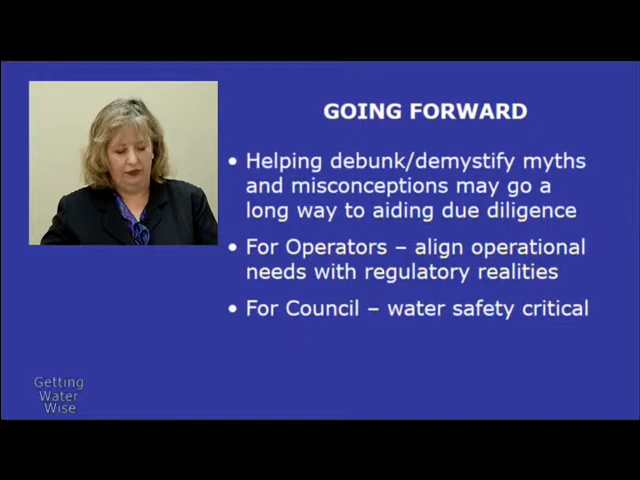 GOING FORWARD
• Helping debunk/demystify myths
and misconceptions may go a
long way to aiding due diligence
• For Operators – align operational
needs with regulatory realities
• For Council – water safety critical
Getting
Water
Wise